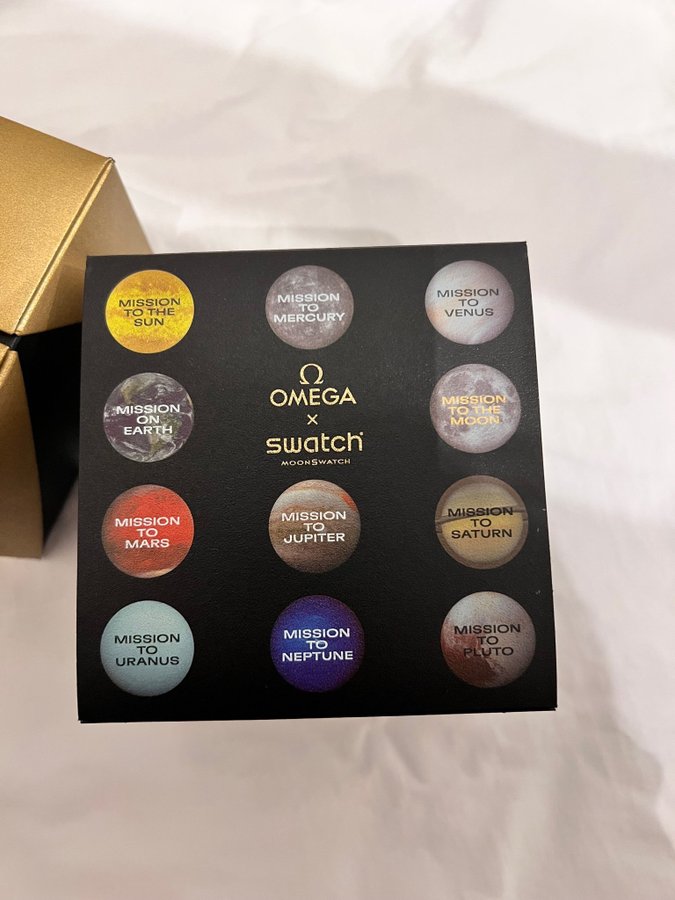 MISSION
TO THE
SUN
MISSION
TO
MERCURY
MISSION
TO
VENUS
Ω
OMEGA
×
swatch
MOONSWATCH
MISSION
ON
EARTH
MISSION
TO THE
MOON
MISSION
TO
MARS
MISSION
TO
JUPITER
MISSION
TO
SATURN
MISSION
TO
URANUS
MISSION
TO
NEPTUNE
MISSION
TO
PLUTO